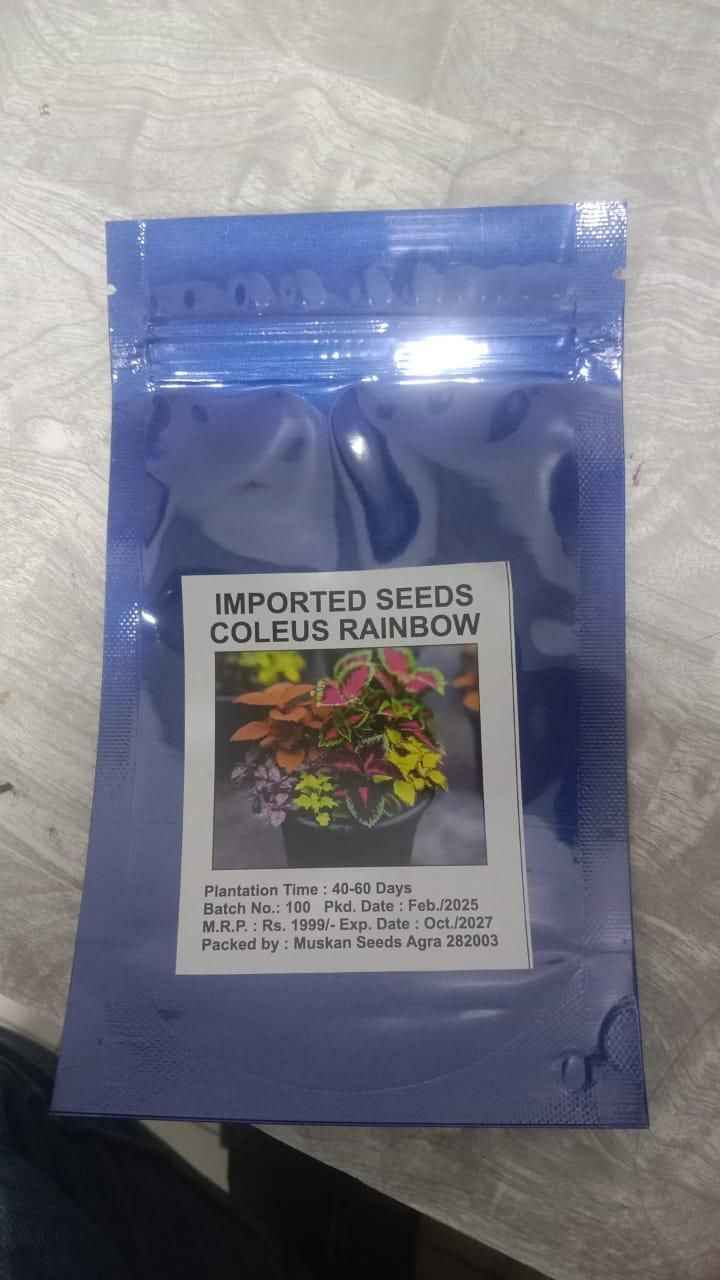 IMPORTED SEEDS
COLEUS RAINBOW
Plantation Time : 40-60 Days
Batch No.: 100 Pkd. Date : Feb./2025
M.R.P. : Rs. 1999/- Exp. Date : Oct./2027
Packed by : Muskan Seeds Agra 282003